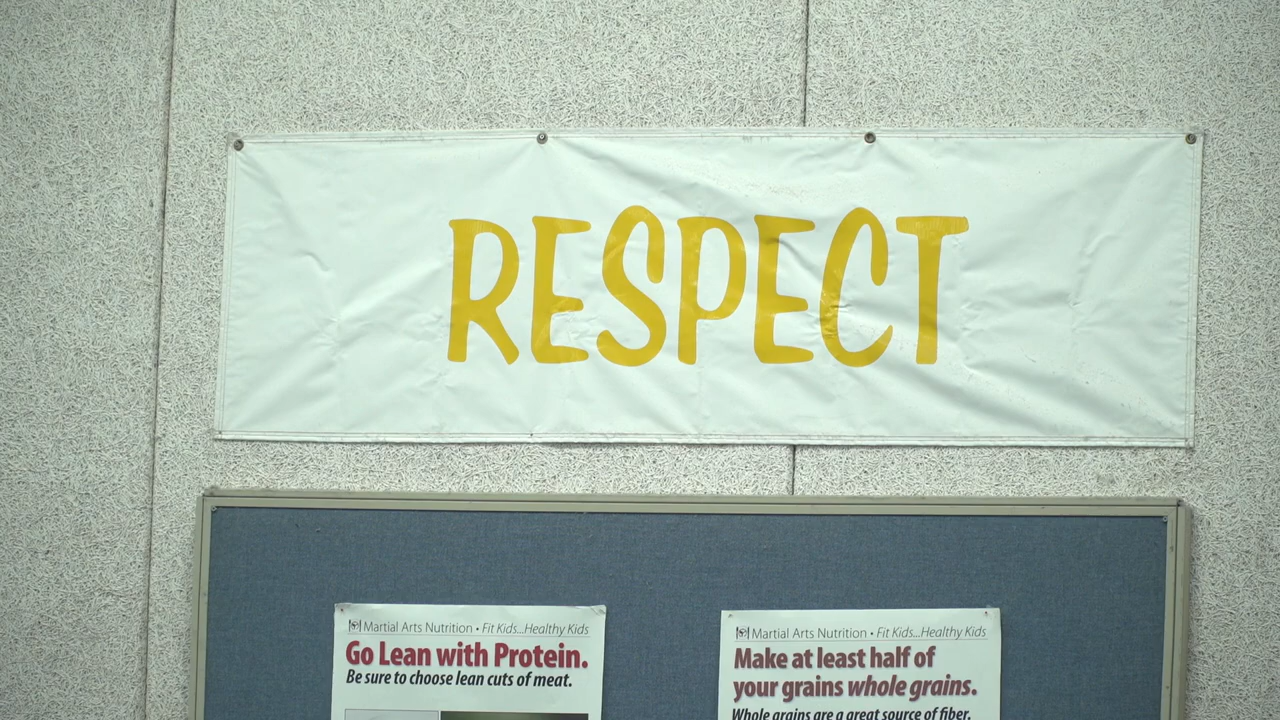 RESPECT
Martial Arts Nutrition • Fit Kids...Healthy Kids
Go Lean with Protein.
Be sure to choose lean cuts of meat.
Martial Arts Nutrition • Fit Kids...Healthy Kids
Make at least half of
your grains whole grains.
Whole grains are a great source of fiber.